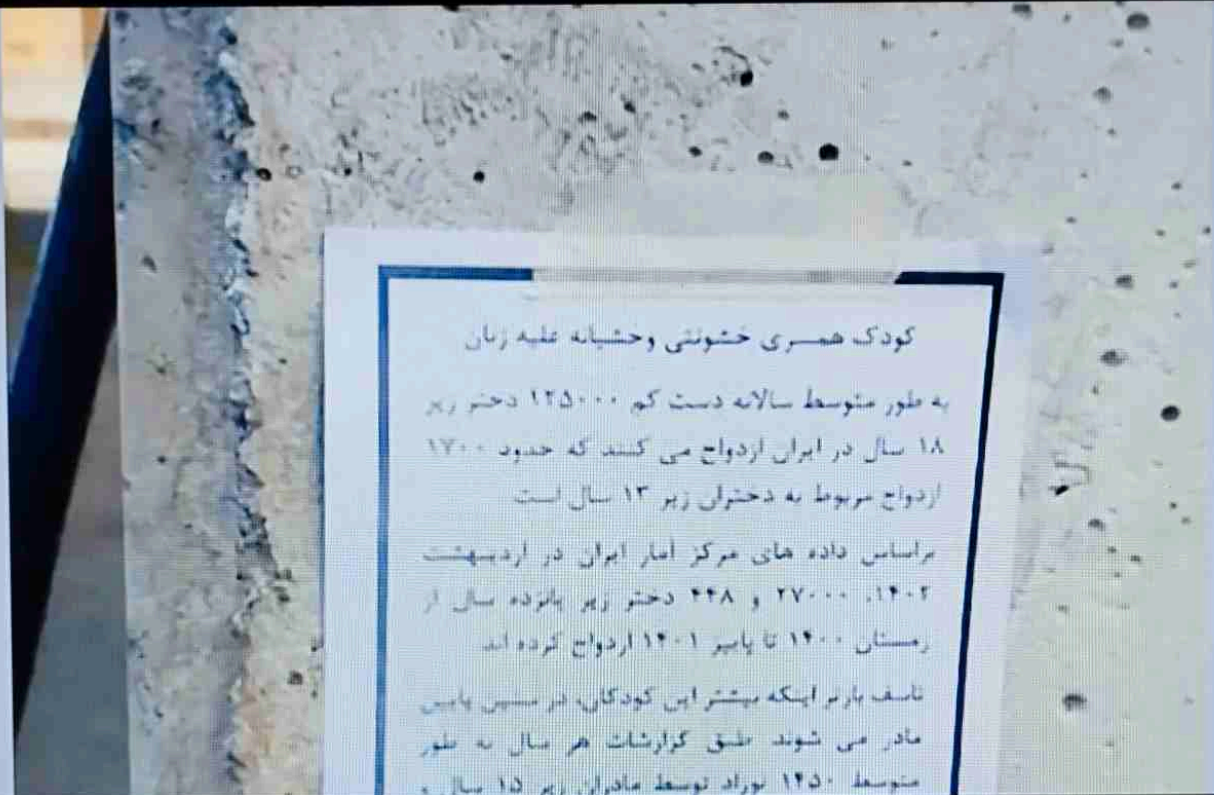 کودک همسری خشونتی وحشیانه علیه زنان
به طور متوسط سالانه دست کم ۱۲۵۰۰۰ دختر زیر
۱۸ سال در ایران ازدواج می کنند که حدود ۱۷۰۰
ازدواج مربوط به دختران زیر ۱۳ سال است
براساس داده های مرکز آمار ایران در اردیبهشت
۱۴۰۲، ۲۷۰۰۰ و ۴۴۸ دختر زیر پانزده سال از
زمستان ۱۴۰۰ تا پاییز ۱۴۰۱ ازدواج کرده اند
تاسف بارتر اینکه بیشتر این کودکان، در سنین پایین
مادر می شوند طبق گزارشات هر سال به طور
متوسط ۱۴۵۰ نوزاد توسط مادران زیر ۱۵ سال و